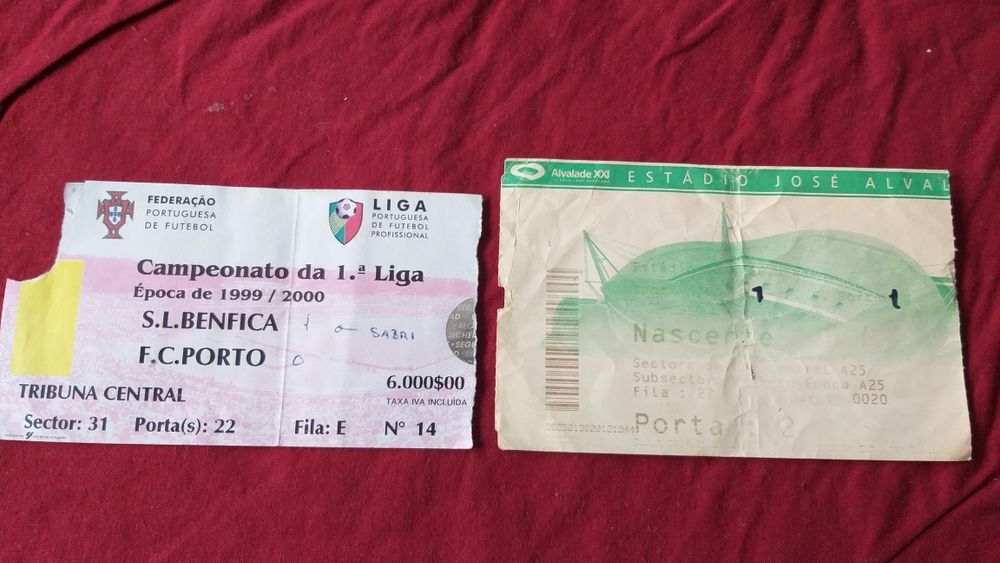 FEDERAÇÃO
PORTUGUESA
DE FUTEBOL
LIGA
PORTUGUESA
DE FUTEBOL
PROFISSIONAL
Campeonato da 1.ª Liga
Época de 1999 / 2000
S.L.BENFICA 1 SABRI
F.C.PORTO 0
6.000$00
TAXA IVA INCLUÍDA
TRIBUNA CENTRAL
Sector: 31 Porta(s): 22 Fila: E N° 14
Alvalade XXI
ESTÁDIO JOSÉ ALVAL
1 1
Nascente
Sector: A25
Subsector Época A25
Fila : 0020
Porta : 2